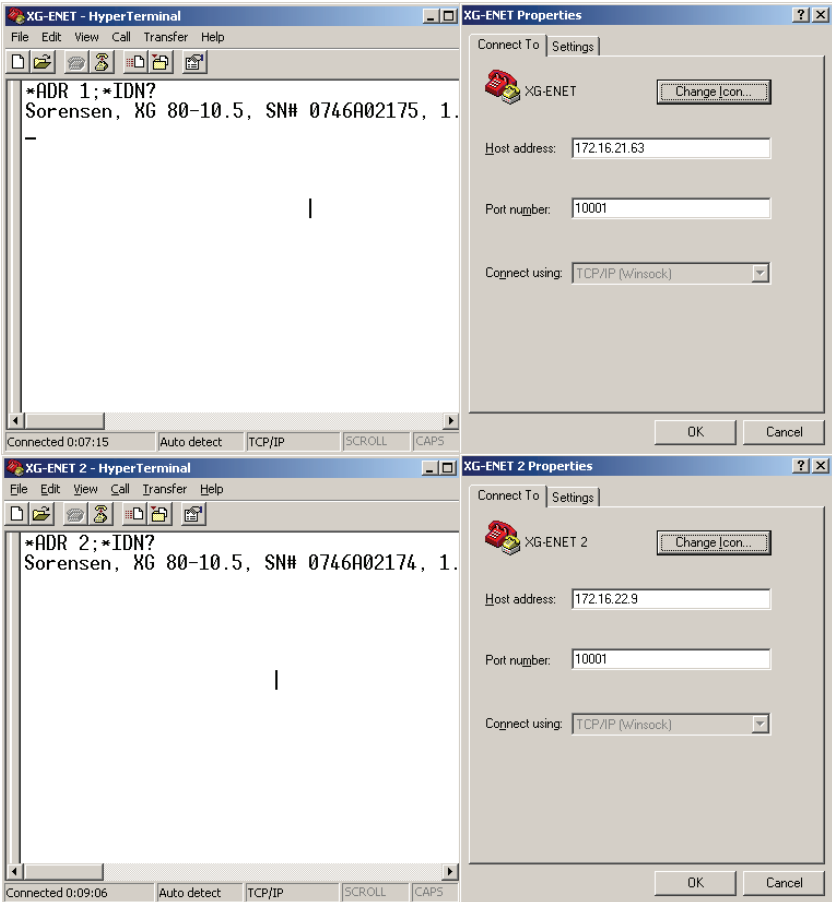 XG-ENET - HyperTerminal
File Edit View Call Transfer Help
*ADR 1;*IDN?
Sorensen, XG 80-10.5, SN# 0746A02175, 1.
Connected 0:07:15 Auto detect TCP/IP SCROLL CAPS
XG-ENET Properties
Connect To Settings
XG-ENET Change Icon...
Host address: 172.16.21.63
Port number: 10001
Connect using: TCP/IP (Winsock)
OK Cancel
XG-ENET 2 - HyperTerminal
File Edit View Call Transfer Help
*ADR 2;*IDN?
Sorensen, XG 80-10.5, SN# 0746A02174, 1.
Connected 0:09:06 Auto detect TCP/IP SCROLL CAPS
XG-ENET 2 Properties
Connect To Settings
XG-ENET 2 Change Icon...
Host address: 172.16.22.9
Port number: 10001
Connect using: TCP/IP (Winsock)
OK Cancel